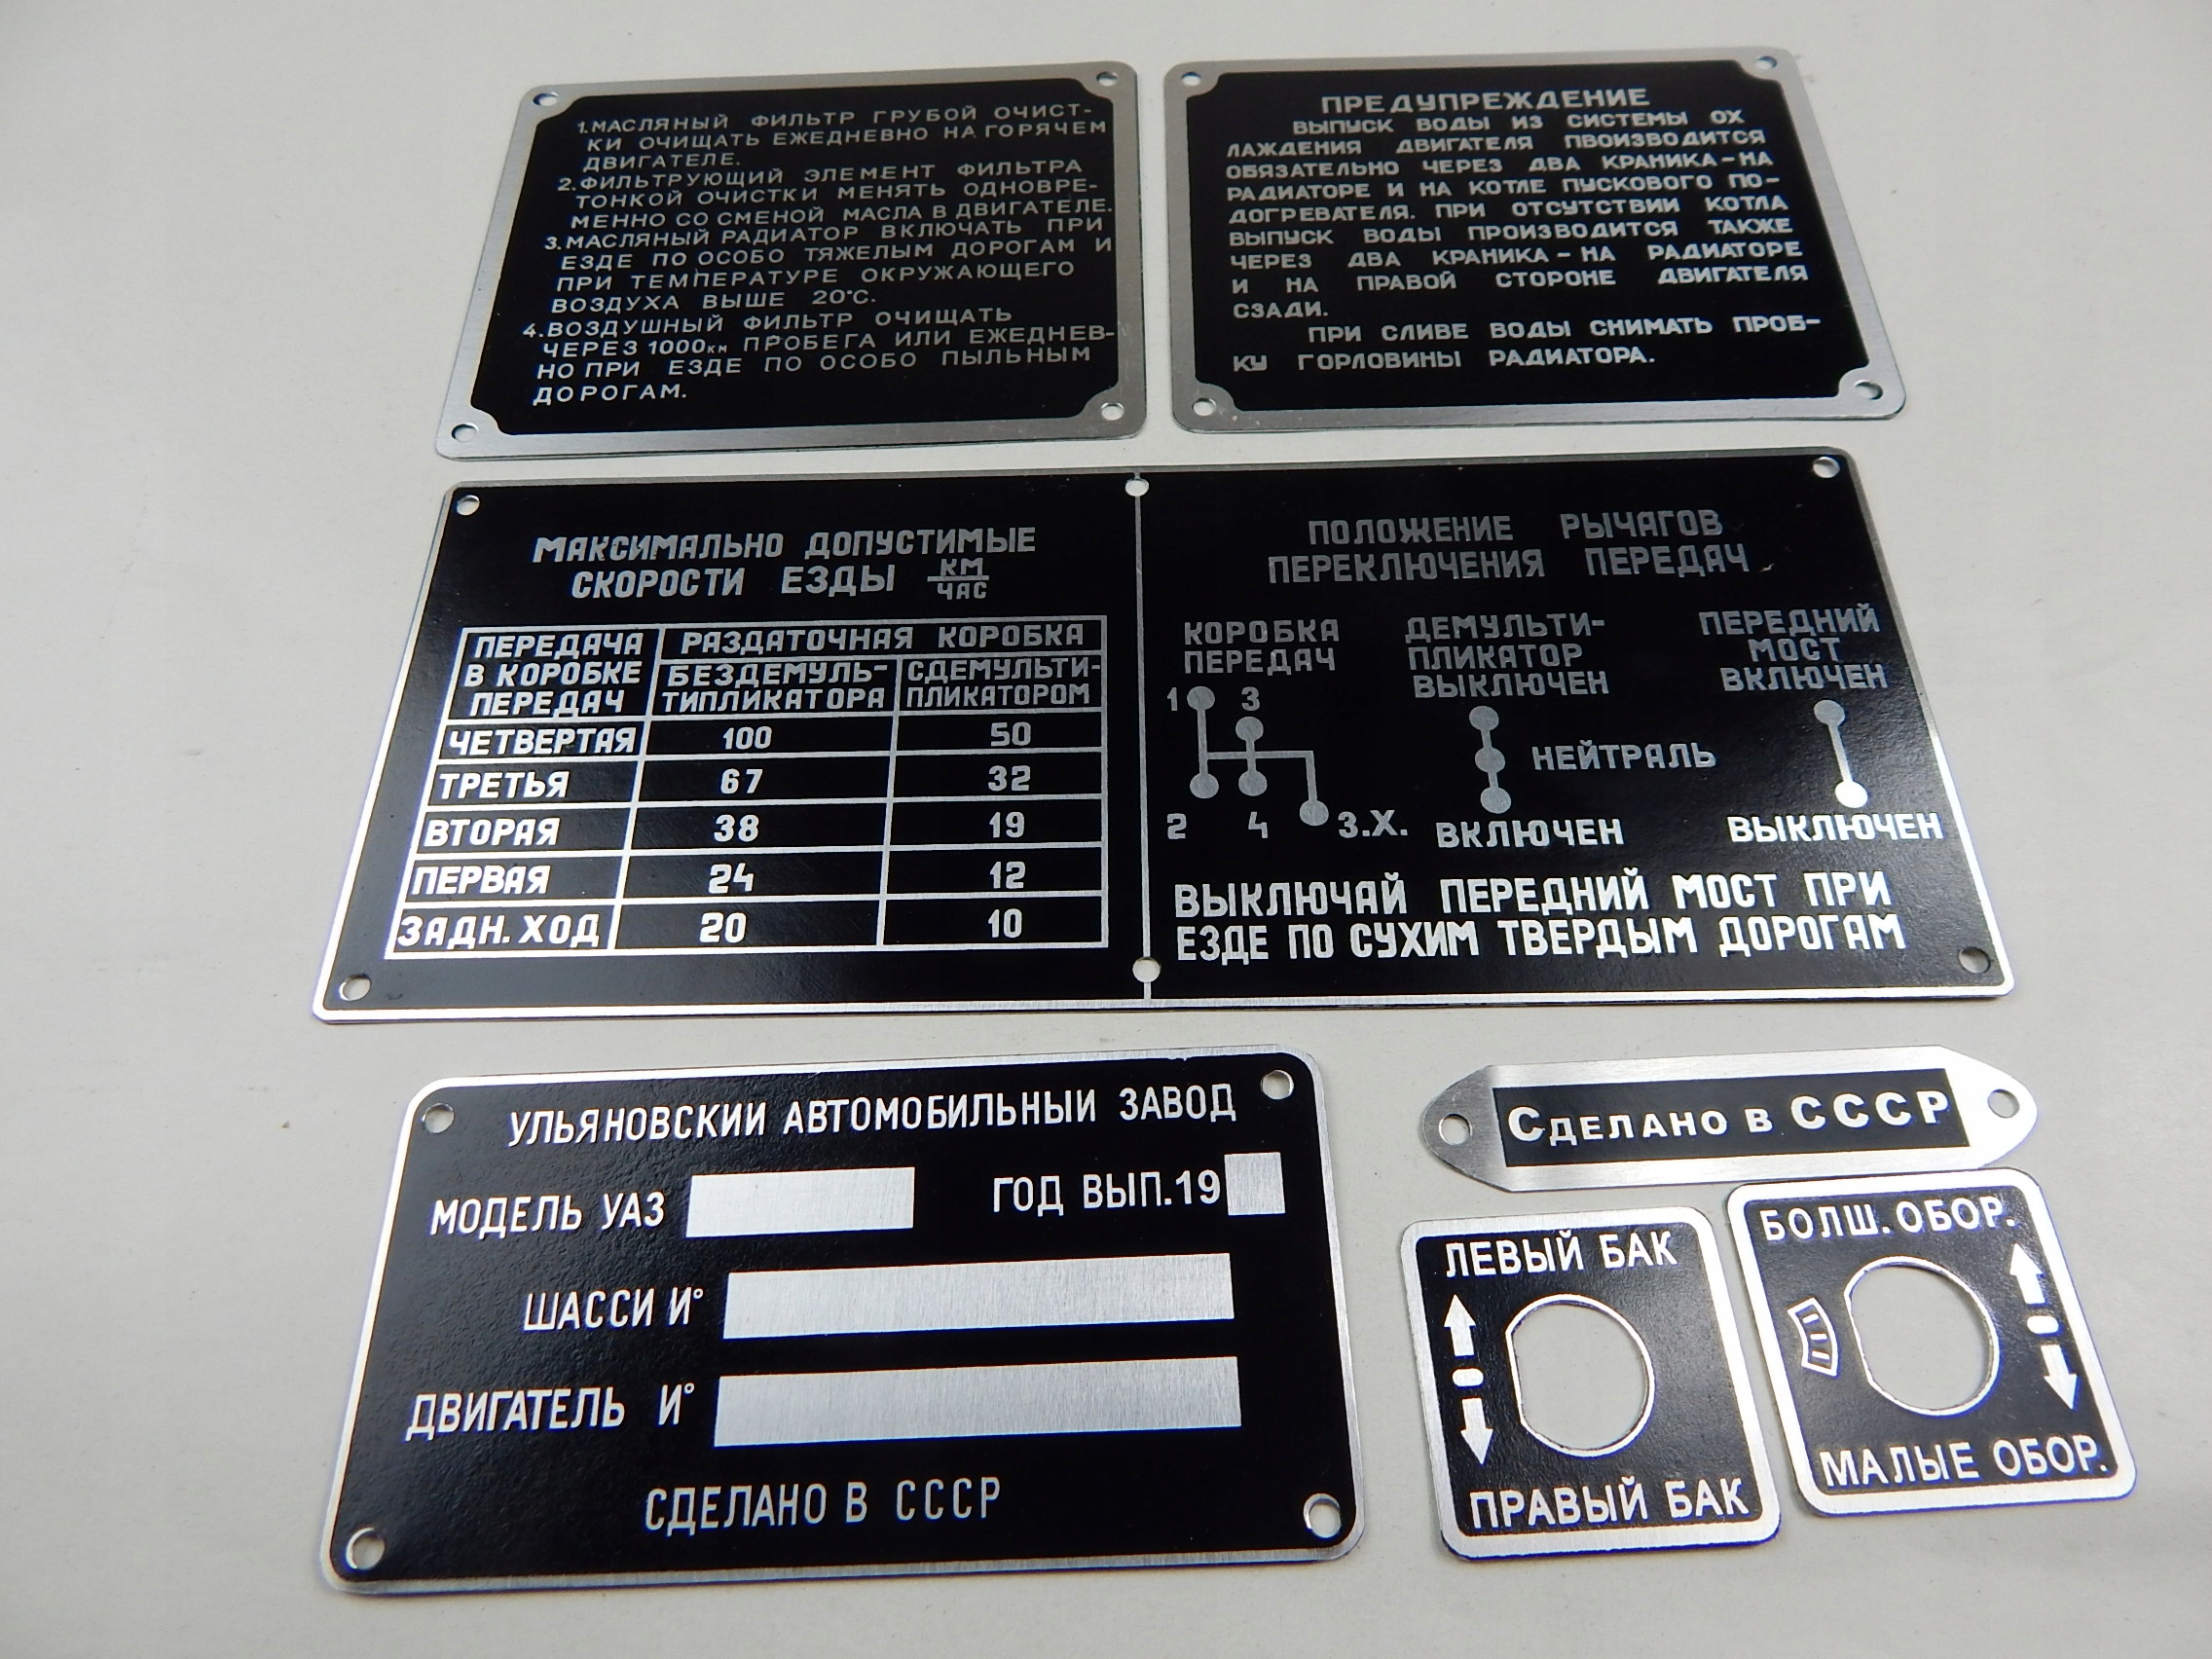 1.МАСЛЯНЫЙ ФИЛЬТР ГРУБОЙ ОЧИСТ-
КИ ОЧИЩАТЬ ЕЖЕДНЕВНО НА ГОРЯЧЕМ
ДВИГАТЕЛЕ.
2.ФИЛЬТРУЮЩИЙ ЭЛЕМЕНТ ФИЛЬТРА
ТОНКОЙ ОЧИСТКИ МЕНЯТЬ ОДНОВРЕ-
МЕННО СО СМЕНОЙ МАСЛА В ДВИГАТЕЛЕ.
3.МАСЛЯНЫЙ РАДИАТОР ВКЛЮЧАТЬ ПРИ
ЕЗДЕ ПО ОСОБО ТЯЖЕЛЫМ ДОРОГАМ И
ПРИ ТЕМПЕРАТУРЕ ОКРУЖАЮЩЕГО
ВОЗДУХА ВЫШЕ 20°С.
4.ВОЗДУШНЫЙ ФИЛЬТР ОЧИЩАТЬ
ЧЕРЕЗ 1000км ПРОБЕГА ИЛИ ЕЖЕДНЕВ-
НО ПРИ ЕЗДЕ ПО ОСОБО ПЫЛЬНЫМ
ДОРОГАМ.
ПРЕДУПРЕЖДЕНИЕ
ВЫПУСК ВОДЫ ИЗ СИСТЕМЫ ОХ
ЛАЖДЕНИЯ ДВИГАТЕЛЯ ПВОИЗВОДИТСЯ
ОБЯЗАТЕЛЬНО ЧЕРЕЗ ДВА КРАНИКА-НА
РАДИАТОРЕ И НА КОТЛЕ ПУСКОВОГО ПО-
ДОГРЕВАТЕЛЯ. ПРИ ОТСУТСТВИИ КОТЛА
ВЫПУСК ВОДЫ ПРОИЗВОДИТСЯ ТАКЖЕ
ЧЕРЕЗ ДВА КРАНИКА-НА РАДИАТОРЕ
И НА ПРАВОЙ СТОРОНЕ ДВИГАТЕЛЯ
СЗАДИ.
ПРИ СЛИВЕ ВОДЫ СНИМАТЬ ПРОБ-
КУ ГОРЛОВИНЫ РАДИАТОРА.
МАКСИМАЛЬНО ДОПУСТИМЫЕ
СКОРОСТИ ЕЗДЫ КМ/ЧАС
ПЕРЕДАЧА В КОРОБКЕ ПЕРЕДАЧ
РАЗДАТОЧНАЯ КОРОБКА
БЕЗДЕМУЛЬ-
ТИПЛИКАТОРА
СДЕМУЛЬТИ-
ПЛИКАТОРОМ
ЧЕТВЕРТАЯ 100 50
ТРЕТЬЯ 67 32
ВТОРАЯ 38 19
ПЕРВАЯ 24 12
ЗАДН. ХОД 20 10
ПОЛОЖЕНИЕ РЫЧАГОВ
ПЕРЕКЛЮЧЕНИЯ ПЕРЕДАЧ
КОРОБКА
ПЕРЕДАЧ
1 3
2 4 З.Х.
ДЕМУЛЬТИ-
ПЛИКАТОР
ВЫКЛЮЧЕН
НЕЙТРАЛЬ
ВКЛЮЧЕН
ПЕРЕДНИЙ
МОСТ
ВКЛЮЧЕН
ВЫКЛЮЧЕН
ВЫКЛЮЧАЙ ПЕРЕДНИЙ МОСТ ПРИ
ЕЗДЕ ПО СУХИМ ТВЕРДЫМ ДОРОГАМ
УЛЬЯНОВСКИИ АВТОМОБИЛЬНЫИ ЗАВОД
МОДЕЛЬ УАЗ ГОД ВЫП.19
ШАССИ И°
ДВИГАТЕЛЬ И°
СДЕЛАНО В СССР
СДЕЛАНО В СССР
ЛЕВЫЙ БАК
ПРАВЫЙ БАК
БОЛШ. ОБОР.
МАЛЫЕ ОБОР.